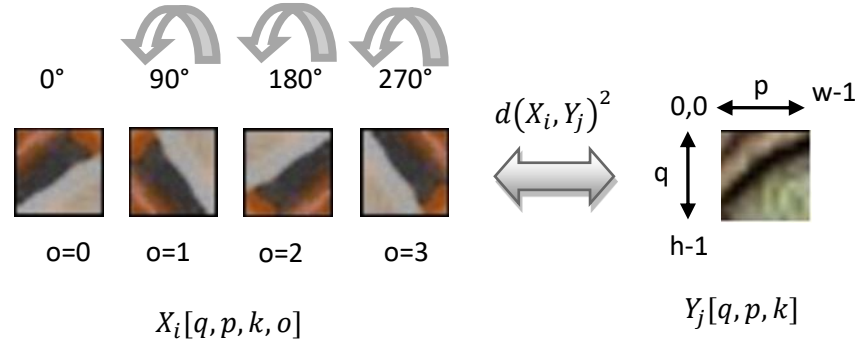 0° 90° 180° 270°
o=0 o=1 o=2 o=3
X_i[q, p, k, o]
d(X_i, Y_j)^2
0,0 p w-1
q
h-1
Y_j[q, p, k]